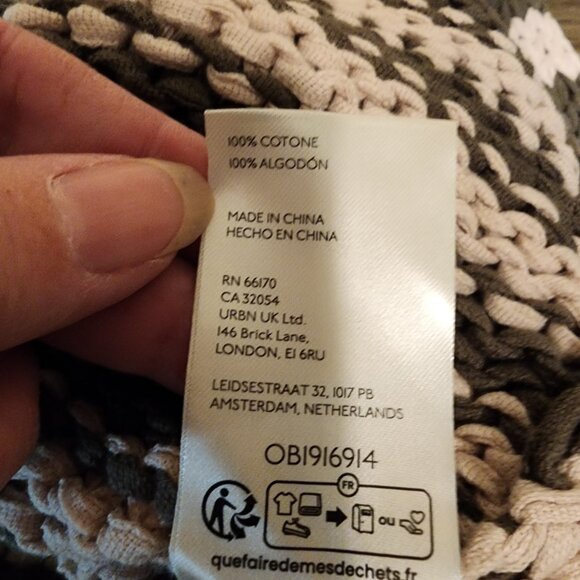 100% COTONE
100% ALGODÓN
MADE IN CHINA
HECHO EN CHINA
RN 66170
CA 32054
URBN UK Ltd.
146 Brick Lane,
LONDON, E1 6RU
LEIDSESTRAAT 32, 1017 PB
AMSTERDAM, NETHERLANDS
OB1916914
FR
ou
quefairedemesdechets.fr